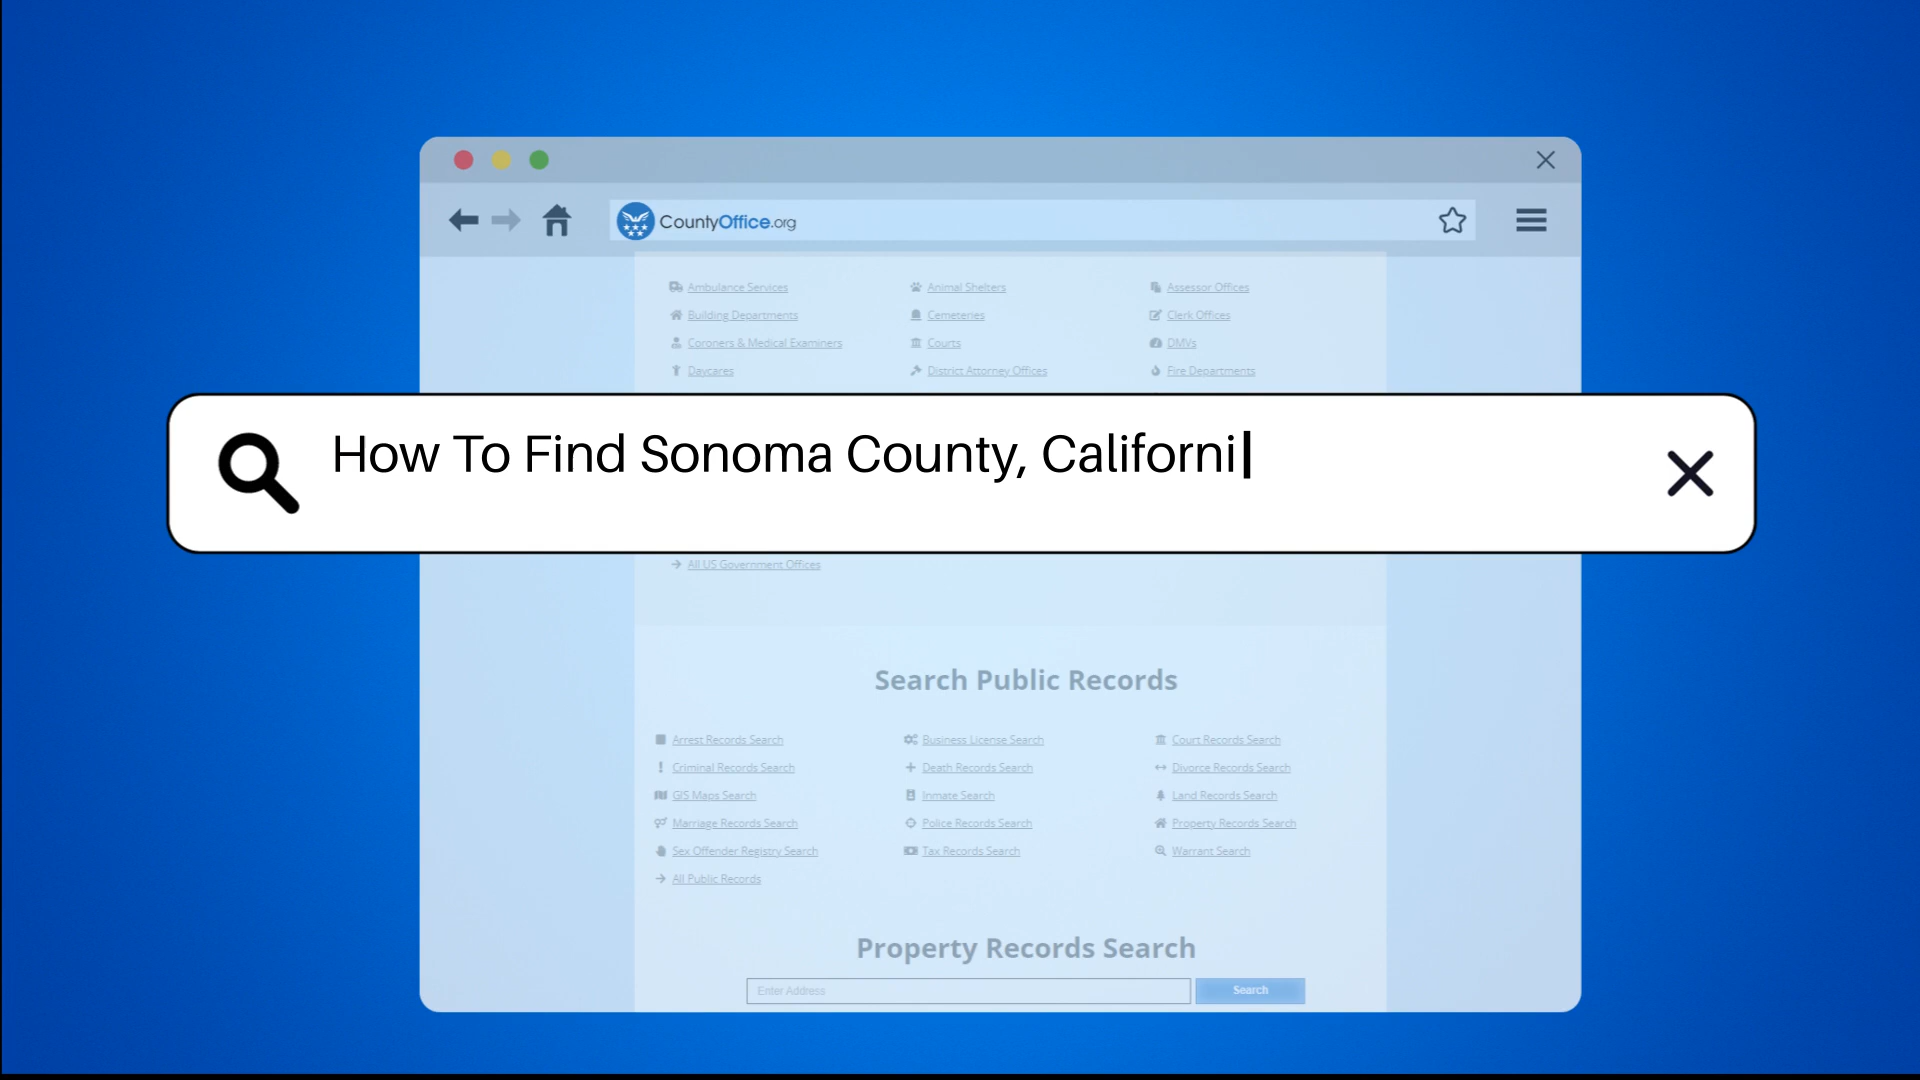 CountyOffice.org
Ambulance Services Animal Shelters Assessor Offices
Building Departments Cemeteries Clerk Offices
Coroners & Medical Examiners Courts DMVs
Daycares District Attorney Offices Fire Departments
How To Find Sonoma County, Californi
All US Government Offices
Search Public Records
Arrest Records Search Business License Search Court Records Search
Criminal Records Search Death Records Search Divorce Records Search
GIS Maps Search Inmate Search Land Records Search
Marriage Records Search Police Records Search Property Records Search
Sex Offender Registry Search Tax Records Search Warrant Search
All Public Records
Property Records Search
Enter Address Search